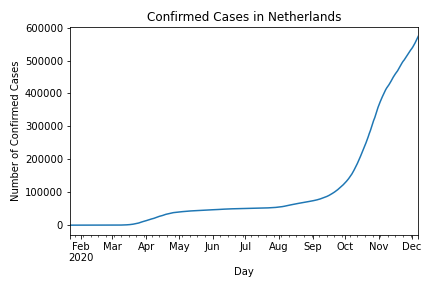 Confirmed Cases in Netherlands
600000
500000
400000
300000
200000
100000
0
Number of Confirmed Cases
Feb Mar Apr May Jun Jul Aug Sep Oct Nov Dec
2020
Day